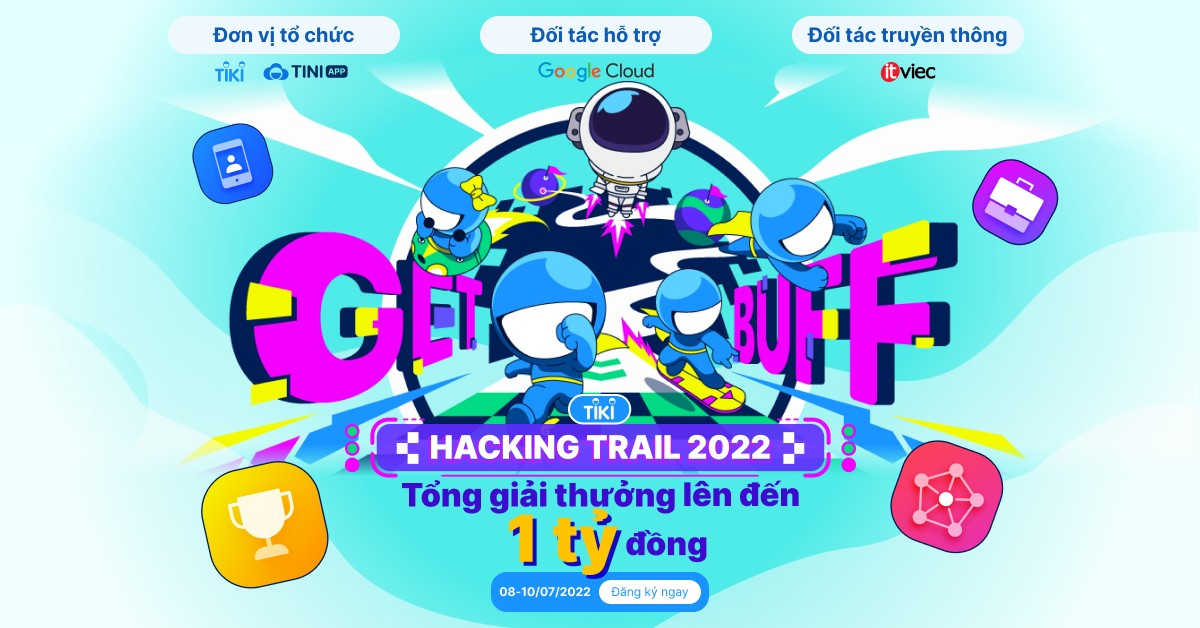 Đơn vị tổ chức
Đối tác hỗ trợ
Đối tác truyền thông
TIKI TINI APP
Google Cloud
itviec
GET BUFF
TIKI
HACKING TRAIL 2022
Tổng giải thưởng lên đến
1 tỷ đồng
08-10/07/2022 Đăng ký ngay